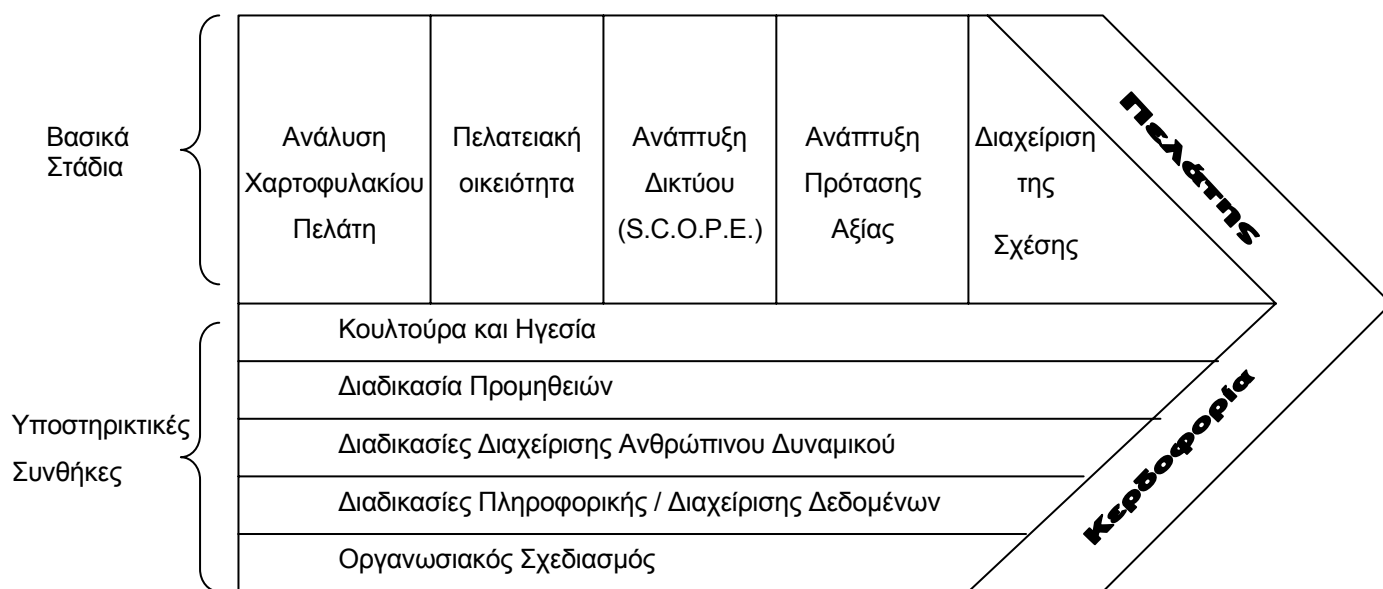 Βασικά
Στάδια
Ανάλυση
Χαρτοφυλακίου
Πελάτη
Πελατειακή
οικειότητα
Ανάπτυξη
Δικτύου
(S.C.O.P.E.)
Ανάπτυξη
Πρότασης
Αξίας
Διαχείριση
της
Σχέσης
Πελάτης
Υποστηρικτικές
Συνθήκες
Κουλτούρα και Ηγεσία
Διαδικασία Προμηθειών
Διαδικασίες Διαχείρισης Ανθρώπινου Δυναμικού
Διαδικασίες Πληροφορικής / Διαχείρισης Δεδομένων
Οργανωσιακός Σχεδιασμός
Κερδοφορία